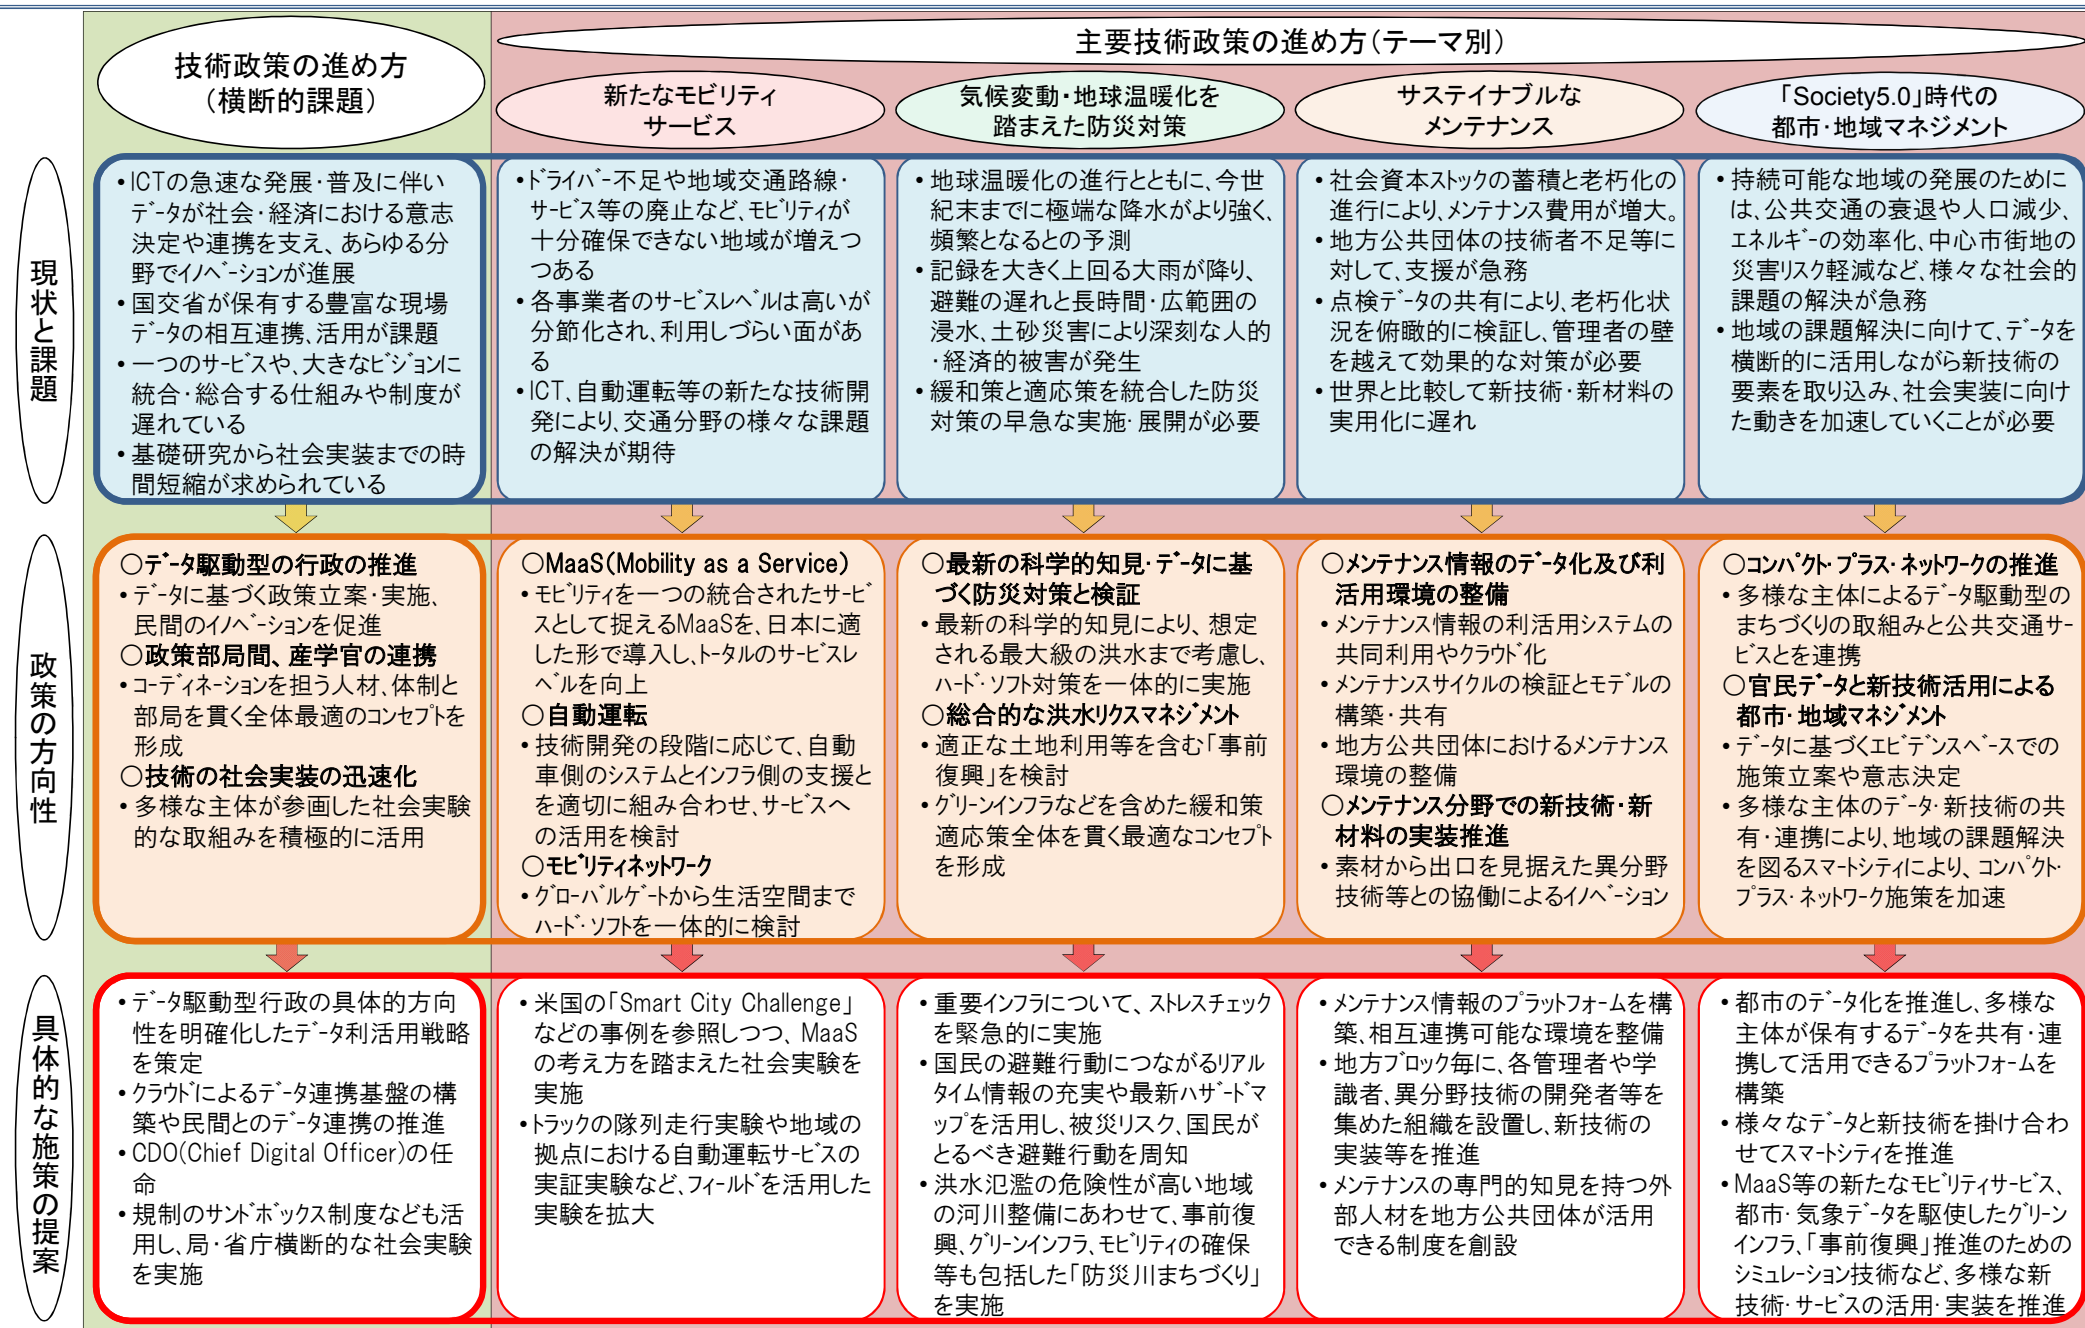 技術政策の進め方
（横断的課題）
主要技術政策の進め方（テーマ別）
新たなモビリティ
サービス
気候変動・地球温暖化を
踏まえた防災対策
サステイナブルな
メンテナンス
「Society5.0」時代の
都市・地域マネジメント
現状と課題
•ICTの急速な発展・普及に伴い
データが社会・経済における意志
決定や連携を支え、あらゆる分
野でイノベーションが進展
•国交省が保有する豊富な現場
データの相互連携、活用が課題
•一つのサービスや、大きなビジョンに
統合・総合する仕組みや制度が
遅れている
•基礎研究から社会実装までの時
間短縮が求められている
•ドライバー不足や地域交通路線・
サービス等の廃止など、モビリティが
十分確保できない地域が増えつ
つある
•各事業者のサービスレベルは高いが
分節化され、利用しづらい面があ
る
•ICT、自動運転等の新たな技術開
発により、交通分野の様々な課題
の解決が期待
•地球温暖化の進行とともに、今世
紀末までに極端な降水がより強く、
頻繁となるとの予測
•記録を大きく上回る大雨が降り、
避難の遅れと長時間・広範囲の
浸水、土砂災害により深刻な人的
・経済的被害が発生
•緩和策と適応策を統合した防災
対策の早急な実施・展開が必要
•社会資本ストックの蓄積と老朽化の
進行により、メンテナンス費用が増大。
•地方公共団体の技術者不足等に
対して、支援が急務
•点検データの共有により、老朽化状
況を俯瞰的に検証し、管理者の壁
を越えて効果的な対策が必要
•世界と比較して新技術・新材料の
実用化に遅れ
•持続可能な地域の発展のために
は、公共交通の衰退や人口減少、
エネルギーの効率化、中心市街地の
災害リスク軽減など、様々な社会的
課題の解決が急務
•地域の課題解決に向けて、データを
横断的に活用しながら新技術の
要素を取り込み、社会実装に向け
た動きを加速していくことが必要
政策の方向性
○データ駆動型の行政の推進
•データに基づく政策立案・実施、
民間のイノベーションを促進
○政策部局間、産学官の連携
•コーディネーションを担う人材、体制と
部局を貫く全体最適のコンセプトを
形成
○技術の社会実装の迅速化
•多様な主体が参画した社会実験
的な取組みを積極的に活用
○MaaS(Mobility as a Service)
•モビリティを一つの統合されたサービ
スとして捉えるMaaSを、日本に適
した形で導入し、トータルのサービスレ
ベルを向上
○自動運転
•技術開発の段階に応じて、自動
車側のシステムとインフラ側の支援と
を適切に組み合わせ、サービスへ
の活用を検討
○モビリティネットワーク
•グローバルゲートから生活空間まで
ハード・ソフトを一体的に検討
○最新の科学的知見・データに基
づく防災対策と検証
•最新の科学的知見により、想定
される最大級の洪水まで考慮し、
ハード・ソフト対策を一体的に実施
○総合的な洪水リクスマネジメント
•適正な土地利用等を含む「事前
復興」を検討
•グリーンインフラなどを含めた緩和策
適応策全体を貫く最適なコンセプト
を形成
○メンテナンス情報のデータ化及び利
活用環境の整備
•メンテナンス情報の利活用システムの
共同利用やクラウド化
•メンテナンスサイクルの検証とモデルの
構築・共有
•地方公共団体におけるメンテナンス
環境の整備
○メンテナンス分野での新技術・新
材料の実装推進
•素材から出口を見据えた異分野
技術等との協働によるイノベーション
○コンパクト・プラス・ネットワークの推進
•多様な主体によるデータ駆動型の
まちづくりの取組みと公共交通サー
ビスとを連携
○官民データと新技術活用による
都市・地域マネジメント
•データに基づくエビデンスベースでの
施策立案や意志決定
•多様な主体のデータ・新技術の共
有・連携により、地域の課題解決
を図るスマートシティにより、コンパクト・
プラス・ネットワーク施策を加速
具体的な施策の提案
•データ駆動型行政の具体的方向
性を明確化したデータ利活用戦略
を策定
•クラウドによるデータ連携基盤の構
築や民間とのデータ連携の推進
•CDO(Chief Digital Officer)の任
命
•規制のサンドボックス制度なども活
用し、局・省庁横断的な社会実験
を実施
•米国の「Smart City Challenge」
などの事例を参照しつつ、MaaS
の考え方を踏まえた社会実験を
実施
•トラックの隊列走行実験や地域の
拠点における自動運転サービスの
実証実験など、フィールドを活用した
実験を拡大
•重要インフラについて、ストレスチェック
を緊急的に実施
•国民の避難行動につながるリアル
タイム情報の充実や最新ハザードマ
ップを活用し、被災リスク、国民が
とるべき避難行動を周知
•洪水氾濫の危険性が高い地域
の河川整備にあわせて、事前復
興、グリーンインフラ、モビリティの確保
等も包括した「防災川まちづくり」
を実施
•メンテナンス情報のプラットフォームを構
築、相互連携可能な環境を整備
•地方ブロック毎に、各管理者や学
識者、異分野技術の開発者等を
集めた組織を設置し、新技術の
実装等を推進
•メンテナンスの専門的知見を持つ外
部人材を地方公共団体が活用
できる制度を創設
•都市のデータ化を推進し、多様な
主体が保有するデータを共有・連
携して活用できるプラットフォームを
構築
•様々なデータと新技術を掛け合わ
せてスマートシティを推進
•MaaS等の新たなモビリティサービス、
都市・気象データを駆使したグリーン
インフラ、「事前復興」推進のための
シミュレーション技術など、多様な新
技術・サービスの活用・実装を推進